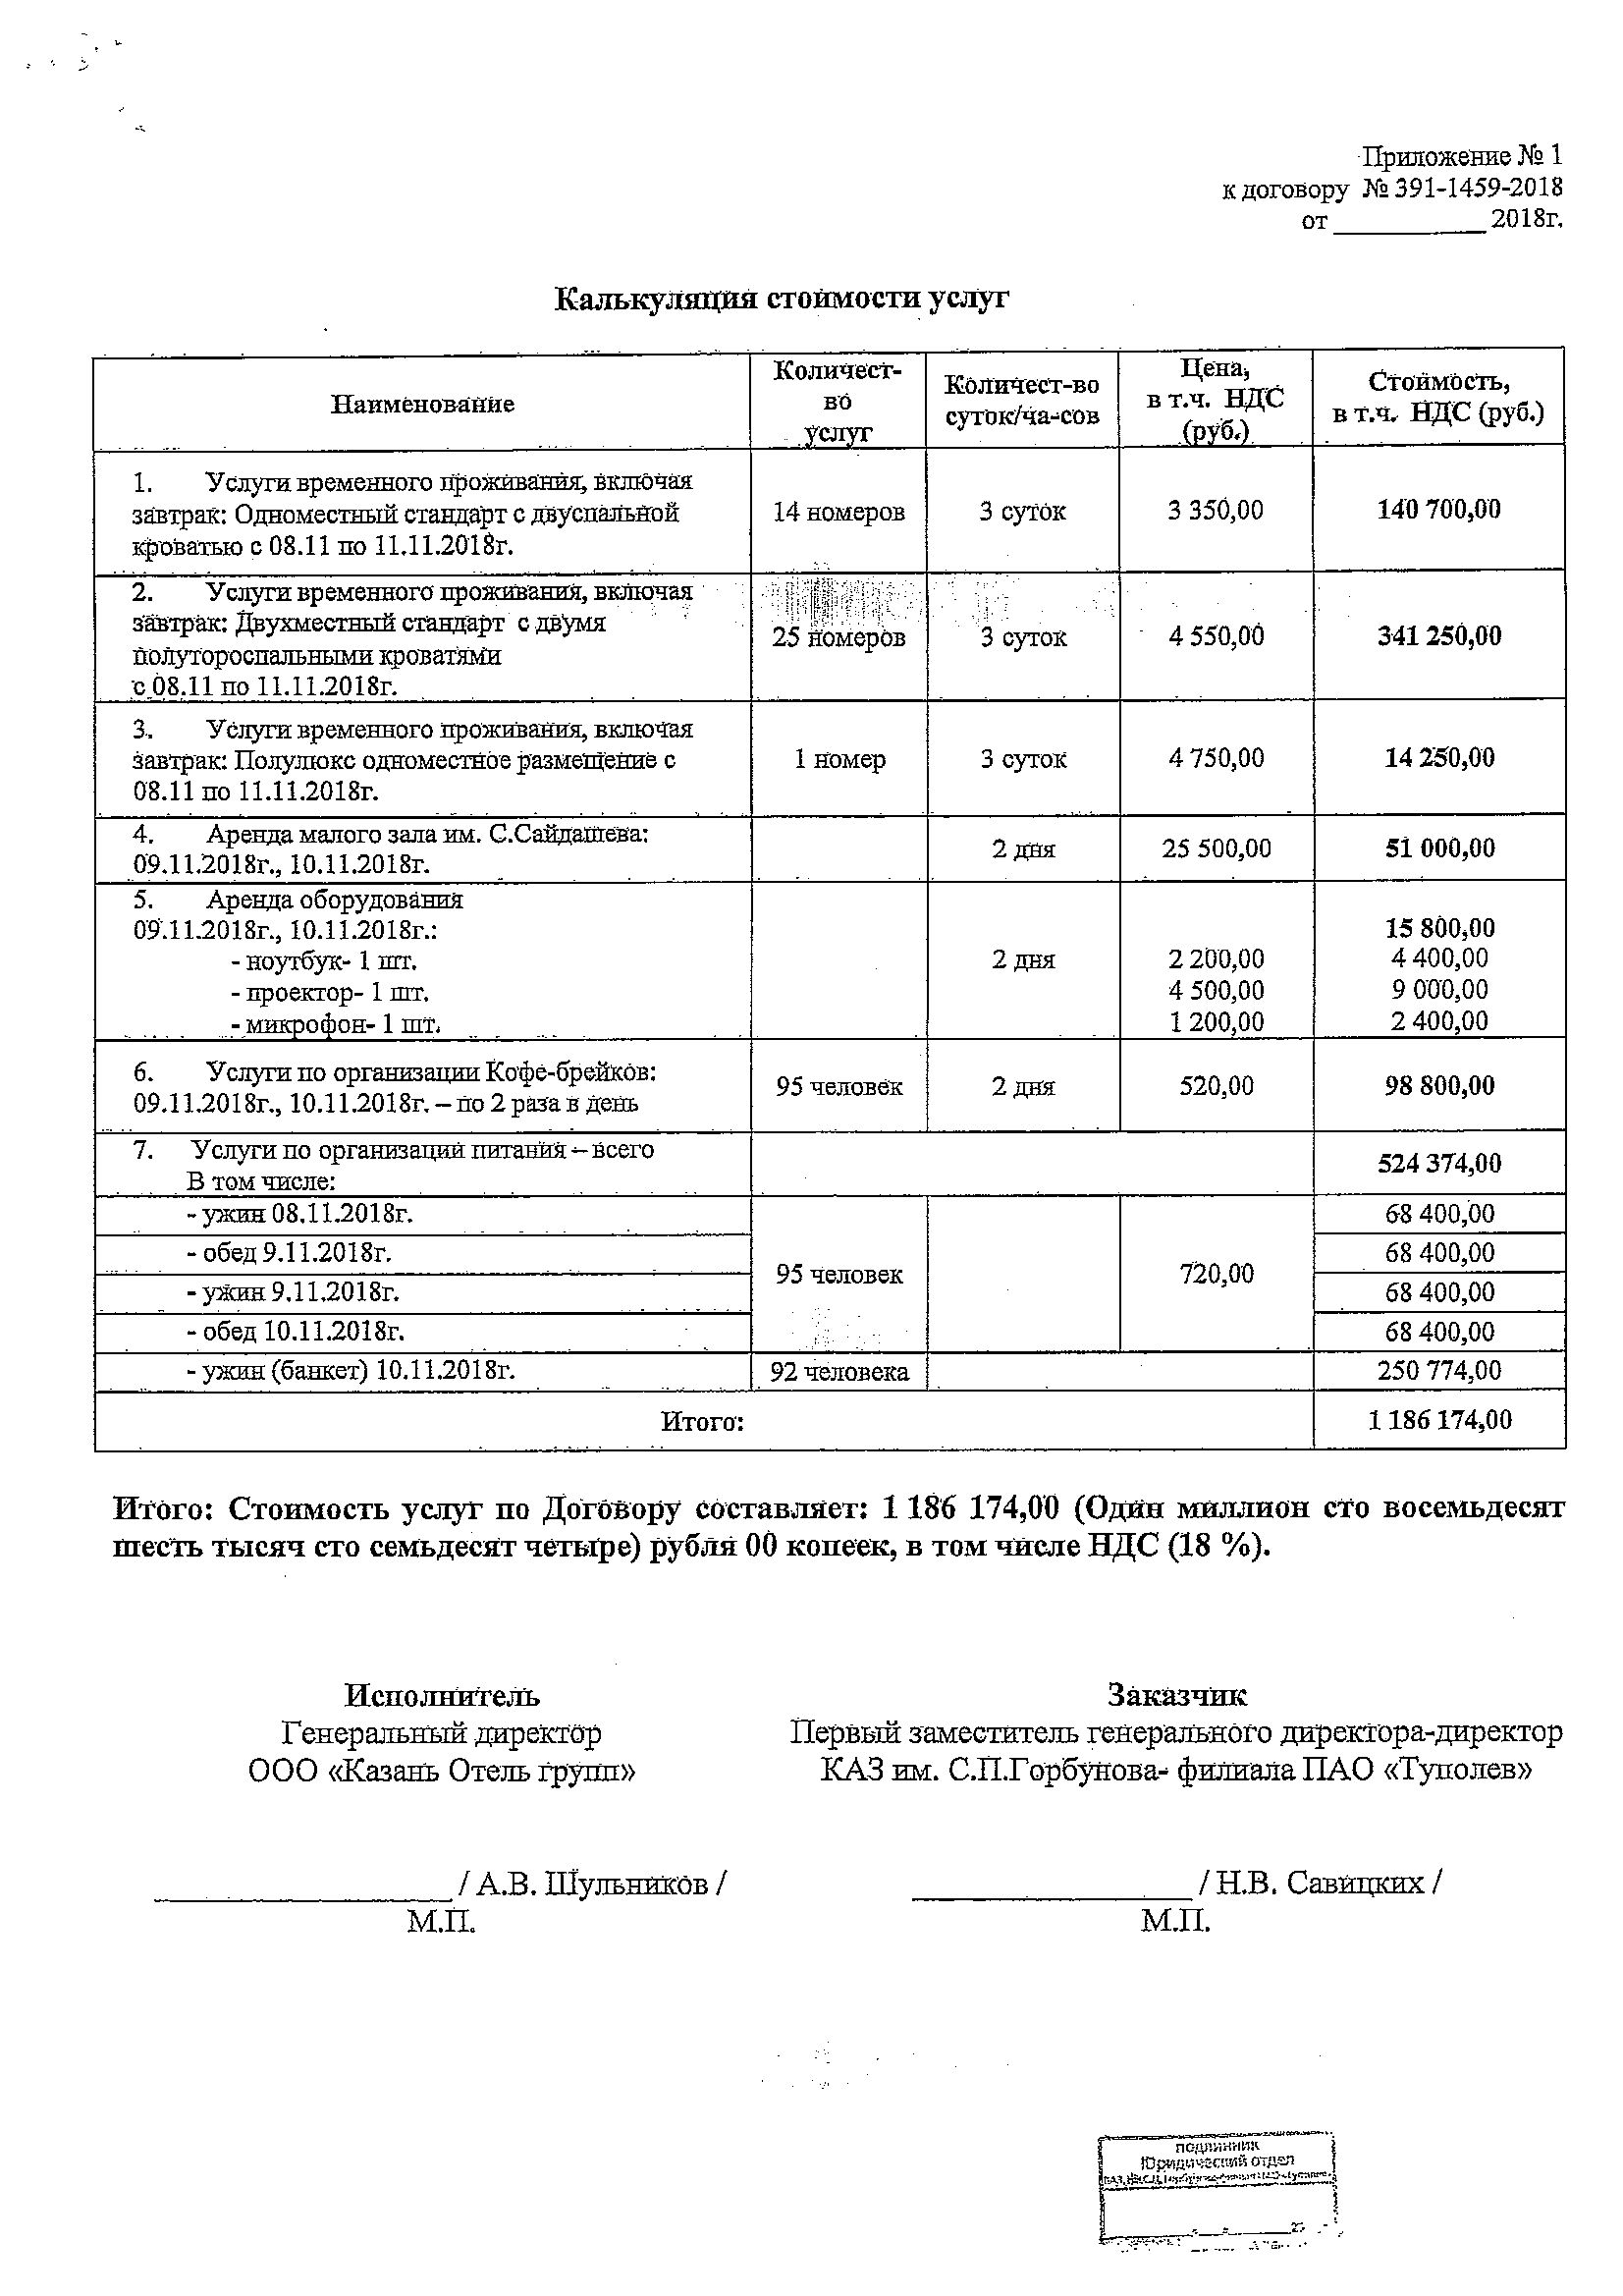 Приложение № 1
к договору № 391-1459-2018
от ___________ 2018г.
Калькуляция стоимости услуг
Наименование
Количест-
во
услуг
Количест-во
суток/ча-сов
Цена,
в т.ч. НДС
(руб.)
Стоимость,
в т.ч. НДС (руб.)
1. Услуги временного проживания, включая
завтрак: Одноместный стандарт с двуспальной
кроватью с 08.11 по 11.11.2018г.
14 номеров
3 суток
3 350,00
140 700,00
2. Услуги временного проживания, включая
завтрак: Двухместный стандарт с двумя
полутороспальными кроватями
с 08.11 по 11.11.2018г.
25 номеров
3 суток
4 550,00
341 250,00
3. Услуги временного проживания, включая
завтрак: Полулюкс одноместное размещение с
08.11 по 11.11.2018г.
1 номер
3 суток
4 750,00
14 250,00
4. Аренда малого зала им. С.Сайдашева:
09.11.2018г., 10.11.2018г.
2 дня
25 500,00
51 000,00
5. Аренда оборудования
09.11.2018г., 10.11.2018г.:
- ноутбук- 1 шт.
- проектор- 1 шт.
- микрофон- 1 шт.
2 дня
2 200,00
4 500,00
1 200,00
15 800,00
4 400,00
9 000,00
2 400,00
6. Услуги по организации Кофе-брейков:
09.11.2018г., 10.11.2018г. – по 2 раза в день
95 человек
2 дня
520,00
98 800,00
7. Услуги по организации питания – всего
В том числе:
524 374,00
- ужин 08.11.2018г.
68 400,00
- обед 9.11.2018г.
68 400,00
- ужин 9.11.2018г.
68 400,00
- обед 10.11.2018г.
68 400,00
95 человек
720,00
- ужин (банкет) 10.11.2018г.
92 человека
250 774,00
Итого:
1 186 174,00
Итого: Стоимость услуг по Договору составляет: 1 186 174,00 (Один миллион сто восемьдесят
шесть тысяч сто семьдесят четыре) рубля 00 копеек, в том числе НДС (18 %).
Исполнитель
Генеральный директор
ООО «Казань Отель групп»
____________________ / А.В. Шульников /
М.П.
Заказчик
Первый заместитель генерального директора-директор
КАЗ им. С.П.Горбунова- филиала ПАО «Туполев»
___________________ / Н.В. Савицких /
М.П.
ПОДЛИННИК
Юридический отдел